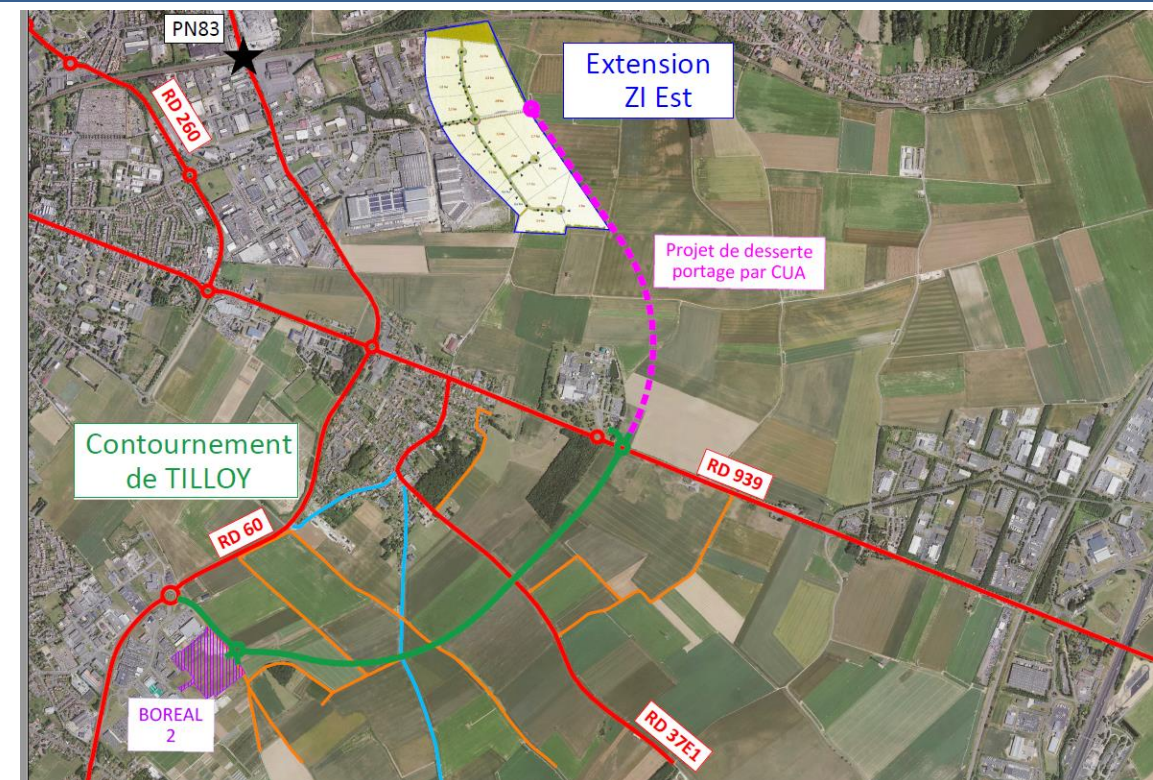 PN83
Extension
ZI Est
RD 260
Projet de desserte
portage par CUA
Contournement
de TILLOY
RD 939
RD 60
BOREAL
2
RD 37E1